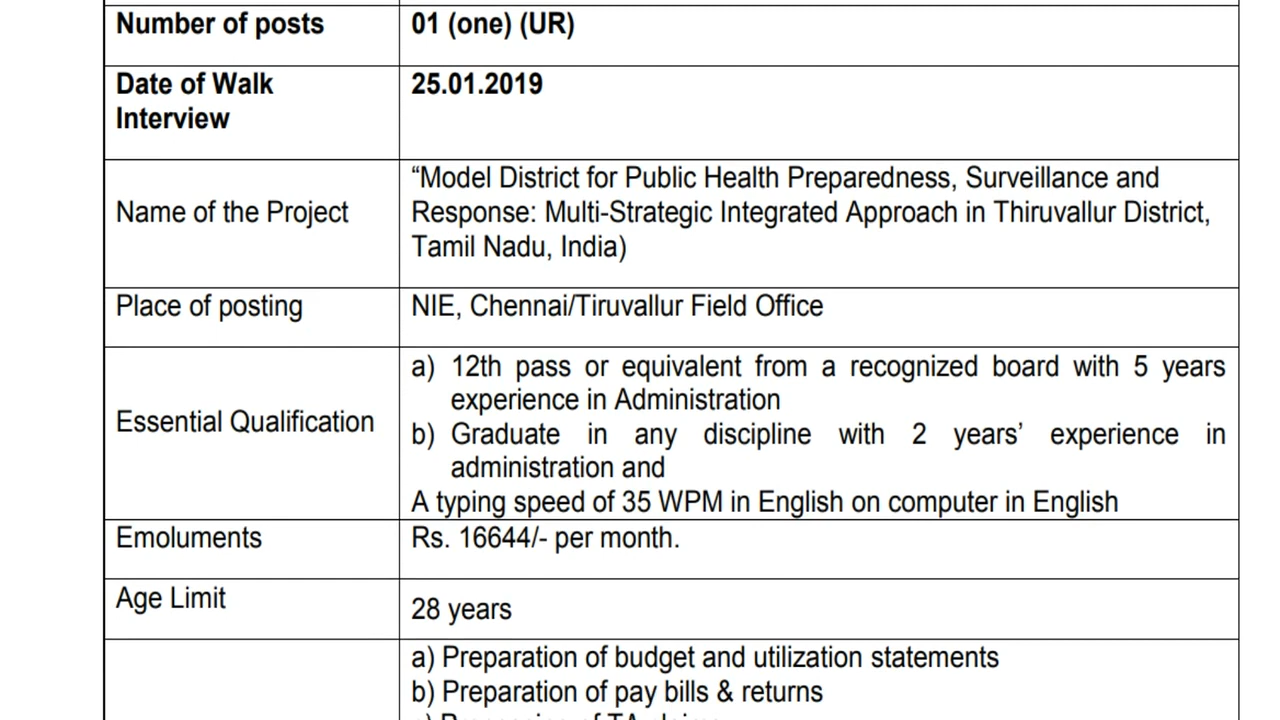 Number of posts
01 (one) (UR)
Date of Walk
Interview
25.01.2019
Name of the Project
“Model District for Public Health Preparedness, Surveillance and
Response: Multi-Strategic Integrated Approach in Thiruvallur District,
Tamil Nadu, India)
Place of posting
NIE, Chennai/Tiruvallur Field Office
Essential Qualification
a) 12th pass or equivalent from a recognized board with 5 years
experience in Administration
b) Graduate in any discipline with 2 years’ experience in
administration and
A typing speed of 35 WPM in English on computer in English
Emoluments
Rs. 16644/- per month.
Age Limit
28 years
a) Preparation of budget and utilization statements
b) Preparation of pay bills & returns